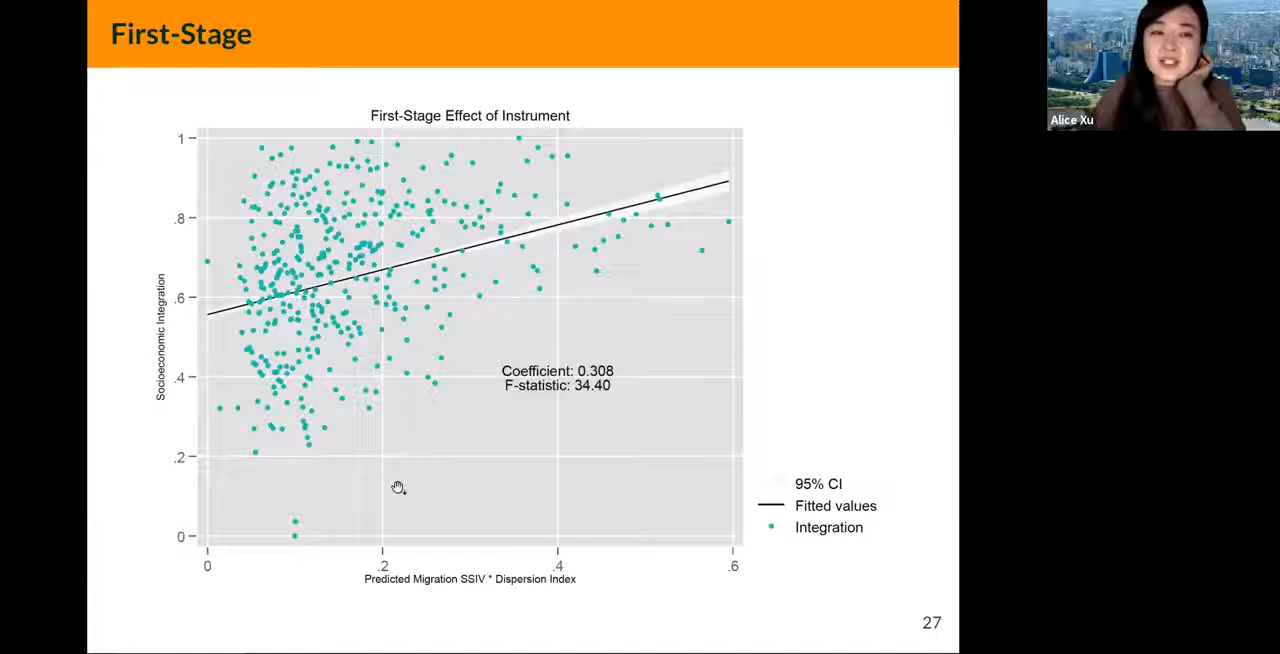 First-Stage
Alice Xu
First-Stage Effect of Instrument
1
.8
.6
.4
.2
0
Socioeconomic Integration
Coefficient: 0.308
F-statistic: 34.40
0
.2
.4
.6
Predicted Migration SSIV * Dispersion Index
95% CI
Fitted values
Integration
27